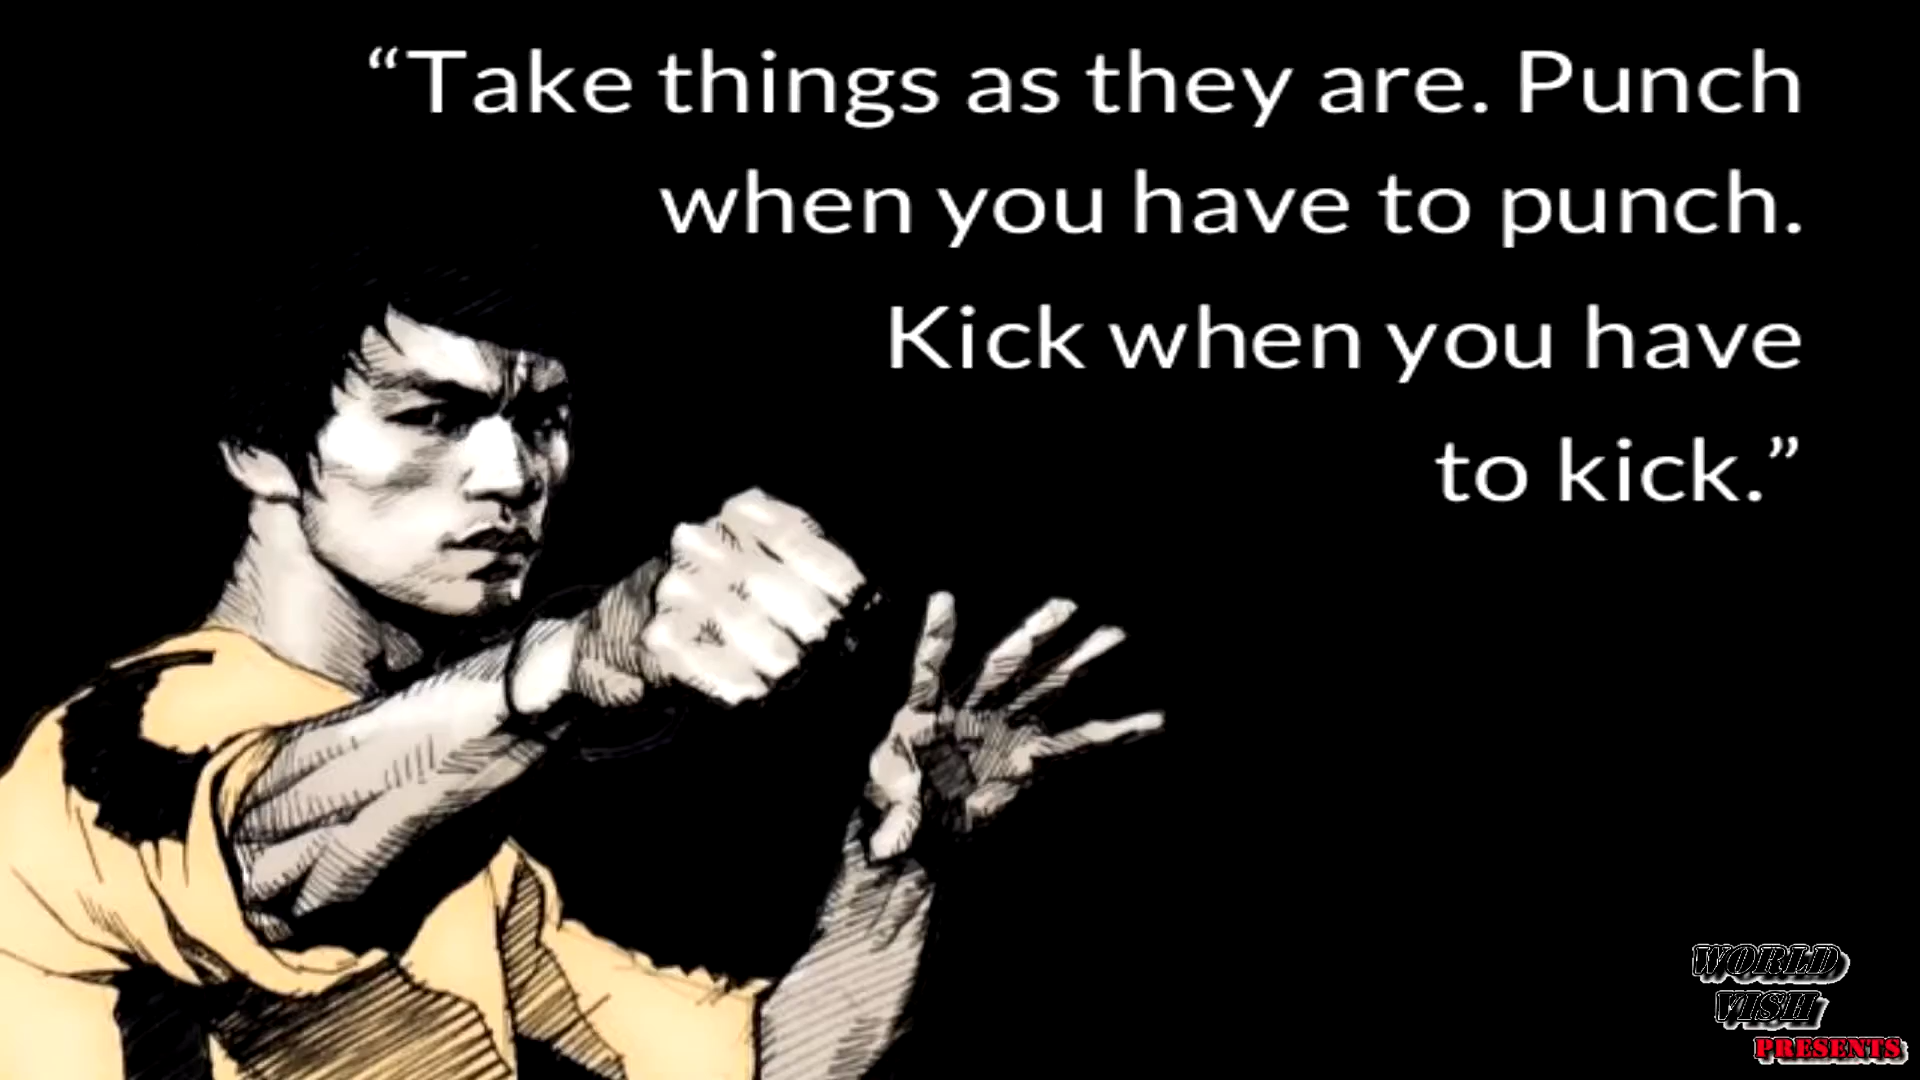 “Take things as they are. Punch
when you have to punch.
Kick when you have
to kick.”
WORLD
VISH
PRESENTS